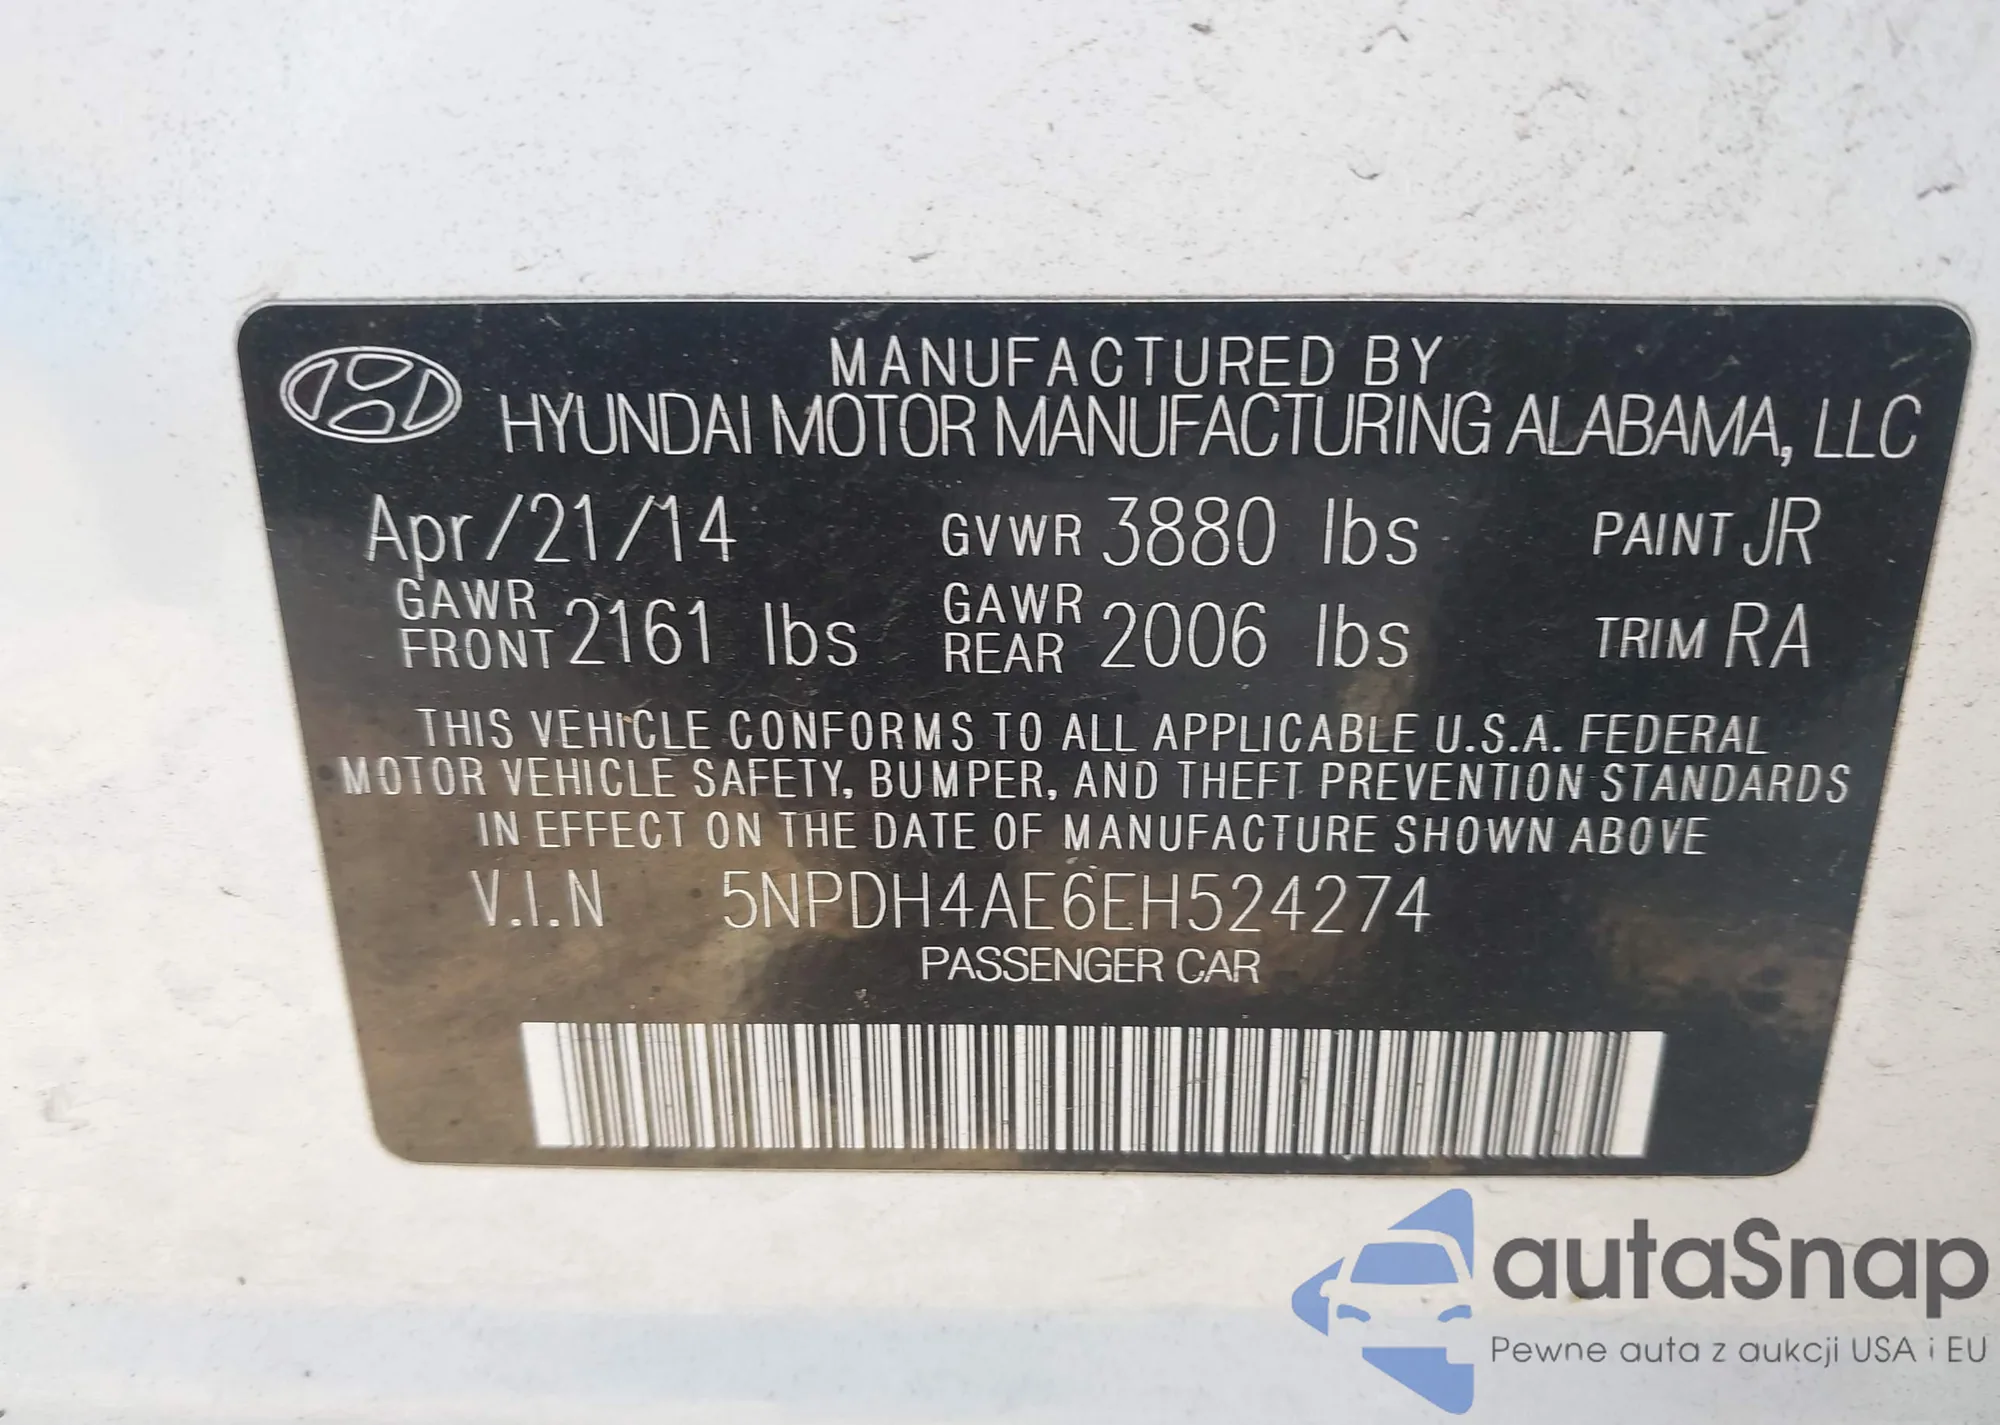 MANUFACTURED BY
HYUNDAI MOTOR MANUFACTURING ALABAMA, LLC
Apr/21/14 GVWR 3880 lbs PAINT JR
GAWR FRONT 2161 lbs GAWR REAR 2006 lbs TRIM RA
THIS VEHICLE CONFORMS TO ALL APPLICABLE U.S.A. FEDERAL
MOTOR VEHICLE SAFETY, BUMPER, AND THEFT PREVENTION STANDARDS
IN EFFECT ON THE DATE OF MANUFACTURE SHOWN ABOVE
V.I.N 5NPDH4AE6EH524274
PASSENGER CAR
autaSnap
Pewne auta z aukcji USA i EU